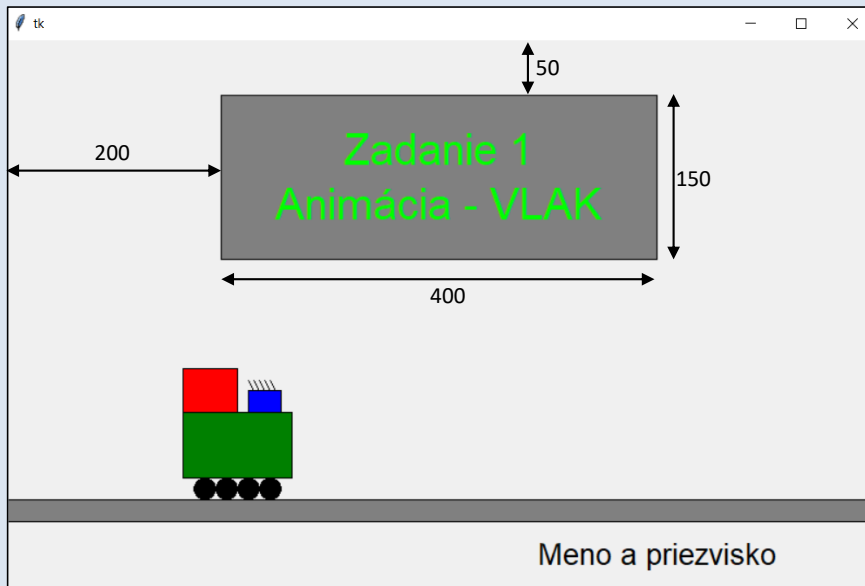 tk
50
Zadanie 1
200
150
Animácia - VLAK
400
Meno a priezvisko